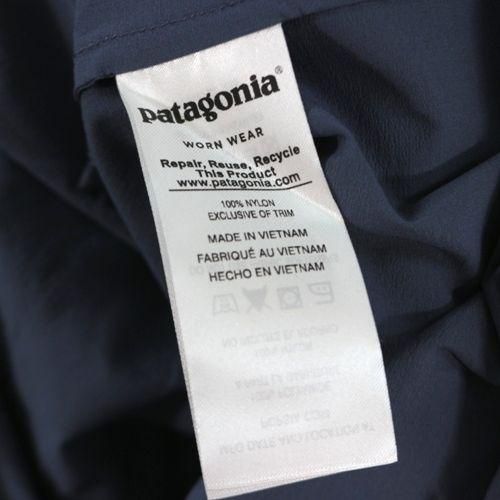 patagonia®
WORN WEAR
Repair, Reuse, Recycle
This Product
www.patagonia.com
100% NYLON
EXCLUSIVE OF TRIM
MADE IN VIETNAM
FABRIQUÉ AU VIETNAM
HECHO EN VIETNAM